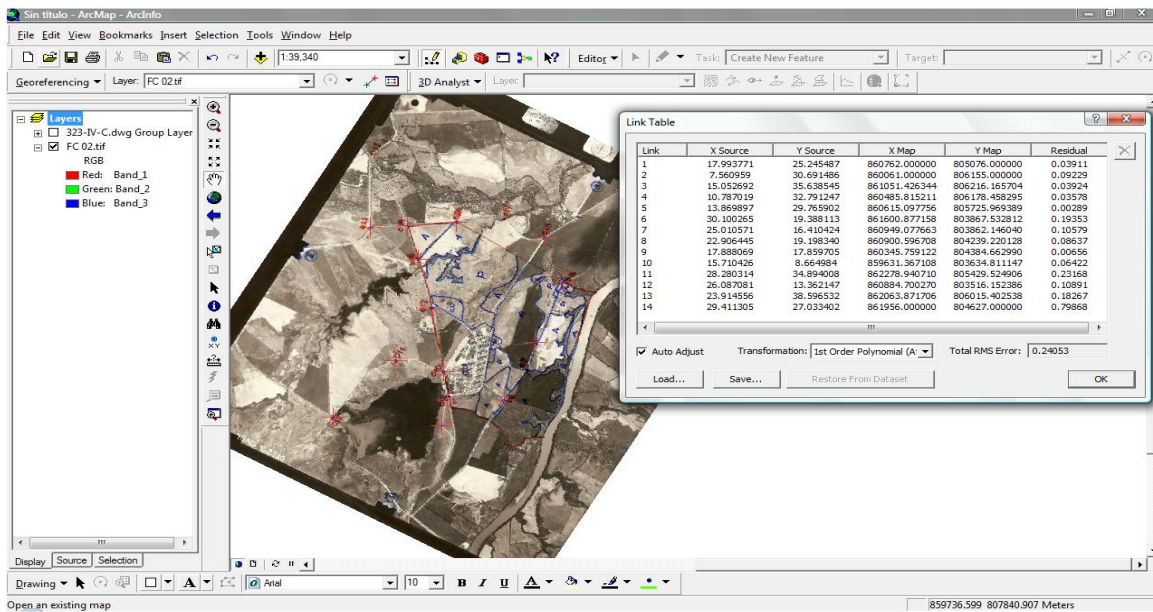 Sin título - ArcMap - ArcInfo
File Edit View Bookmarks Insert Selection Tools Window Help
1:39,340 Editor Task: Create New Feature Target:
Georeferencing Layer: FC 02.tif 3D Analyst Layer:
Layers
323-IV-C.dwg Group Layer
FC 02.tif
RGB
Red: Band_1
Green: Band_2
Blue: Band_3
Link Table
Link X Source Y Source X Map Y Map Residual
1 17.993771 25.245487 860762.000000 805076.000000 0.03911
2 7.560959 30.691486 860061.000000 806155.000000 0.09229
3 15.052692 35.638545 861051.426344 806216.165704 0.03924
4 10.787019 32.791247 860485.815211 806178.458295 0.03578
5 13.869897 29.765902 860615.097756 805725.969389 0.00289
6 30.100265 19.388113 861600.877158 803867.532812 0.19353
7 25.010571 16.410424 860949.077663 803862.146040 0.10579
8 22.906445 19.198340 860900.596708 804239.220128 0.08637
9 17.888069 17.859705 860345.759122 804384.662990 0.00656
10 15.710426 8.664984 859631.367108 803634.811147 0.06422
11 28.280314 34.894008 862278.940710 805429.524906 0.23168
12 26.087081 13.362147 860884.700270 803516.152386 0.10891
13 23.914556 38.596532 862063.871706 806015.402538 0.18267
14 29.411305 27.033402 861956.000000 804627.000000 0.79868
Auto Adjust Transformation: 1st Order Polynomial (A Total RMS Error: 0.24053
Load... Save... Restore From Dataset OK
Display Source Selection
Drawing A Arial 10 B I U A
Open an existing map 859736.599 807840.907 Meters